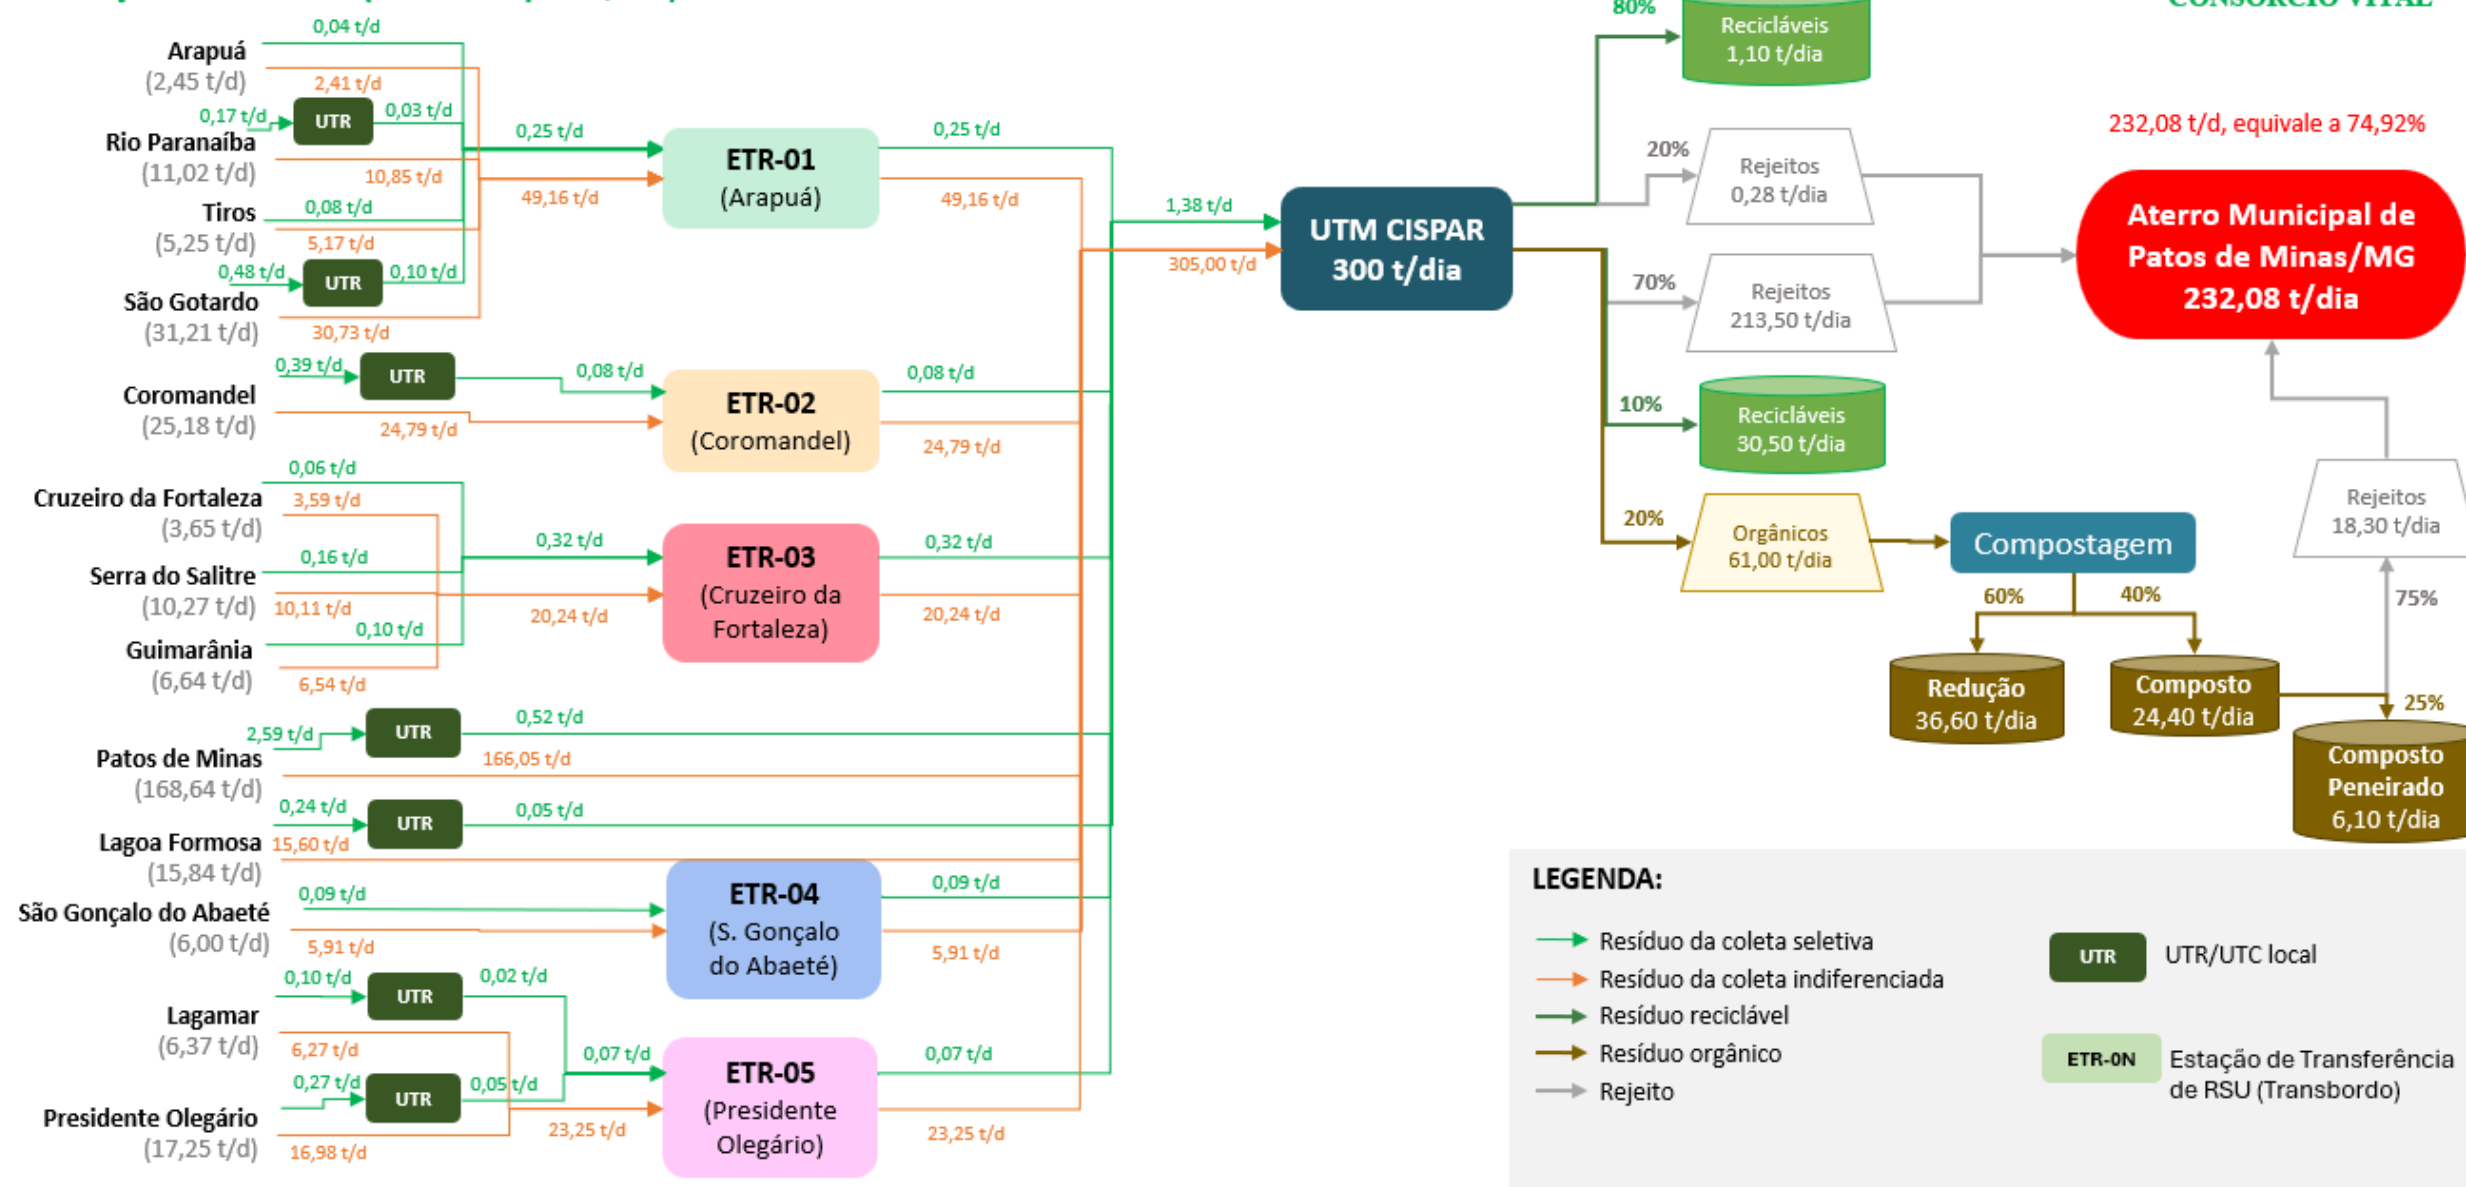 80%
CONSÓRCIO VITAL
0,04 t/d
Arapuá
(2,45 t/d)
2,41 t/d
0,17 t/d
UTR
0,03 t/d
Rio Paranaíba
(11,02 t/d)
10,85 t/d
Tiros
(5,25 t/d)
0,08 t/d
5,17 t/d
0,48 t/d
UTR
0,10 t/d
São Gotardo
(31,21 t/d)
30,73 t/d
0,25 t/d
49,16 t/d
ETR-01
(Arapuá)
0,25 t/d
49,16 t/d
0,39 t/d
UTR
0,08 t/d
Coromandel
(25,18 t/d)
24,79 t/d
ETR-02
(Coromandel)
0,08 t/d
24,79 t/d
0,06 t/d
Cruzeiro da Fortaleza
(3,65 t/d)
3,59 t/d
0,16 t/d
Serra do Salitre
(10,27 t/d)
10,11 t/d
0,10 t/d
Guimarânia
(6,64 t/d)
6,54 t/d
0,32 t/d
20,24 t/d
ETR-03
(Cruzeiro da
Fortaleza)
0,32 t/d
20,24 t/d
2,59 t/d
UTR
0,52 t/d
Patos de Minas
(168,64 t/d)
166,05 t/d
0,24 t/d
UTR
0,05 t/d
Lagoa Formosa
(15,84 t/d)
15,60 t/d
0,09 t/d
São Gonçalo do Abaeté
(6,00 t/d)
5,91 t/d
ETR-04
(S. Gonçalo
do Abaeté)
0,09 t/d
5,91 t/d
0,10 t/d
UTR
0,02 t/d
Lagamar
(6,37 t/d)
6,27 t/d
0,27 t/d
UTR
0,05 t/d
Presidente Olegário
(17,25 t/d)
16,98 t/d
0,07 t/d
23,25 t/d
ETR-05
(Presidente
Olegário)
0,07 t/d
23,25 t/d
1,38 t/d
305,00 t/d
UTM CISPAR
300 t/dia
Recicláveis
1,10 t/dia
20%
Rejeitos
0,28 t/dia
70%
Rejeitos
213,50 t/dia
10%
Recicláveis
30,50 t/dia
20%
Orgânicos
61,00 t/dia
232,08 t/d, equivale a 74,92%
Aterro Municipal de
Patos de Minas/MG
232,08 t/dia
Compostagem
60%
40%
Redução
36,60 t/dia
Composto
24,40 t/dia
Rejeitos
18,30 t/dia
75%
25%
Composto
Peneirado
6,10 t/dia
LEGENDA:
Resíduo da coleta seletiva
Resíduo da coleta indiferenciada
Resíduo reciclável
Resíduo orgânico
Rejeito
UTR
UTR/UTC local
ETR-0N
Estação de Transferência
de RSU (Transbordo)